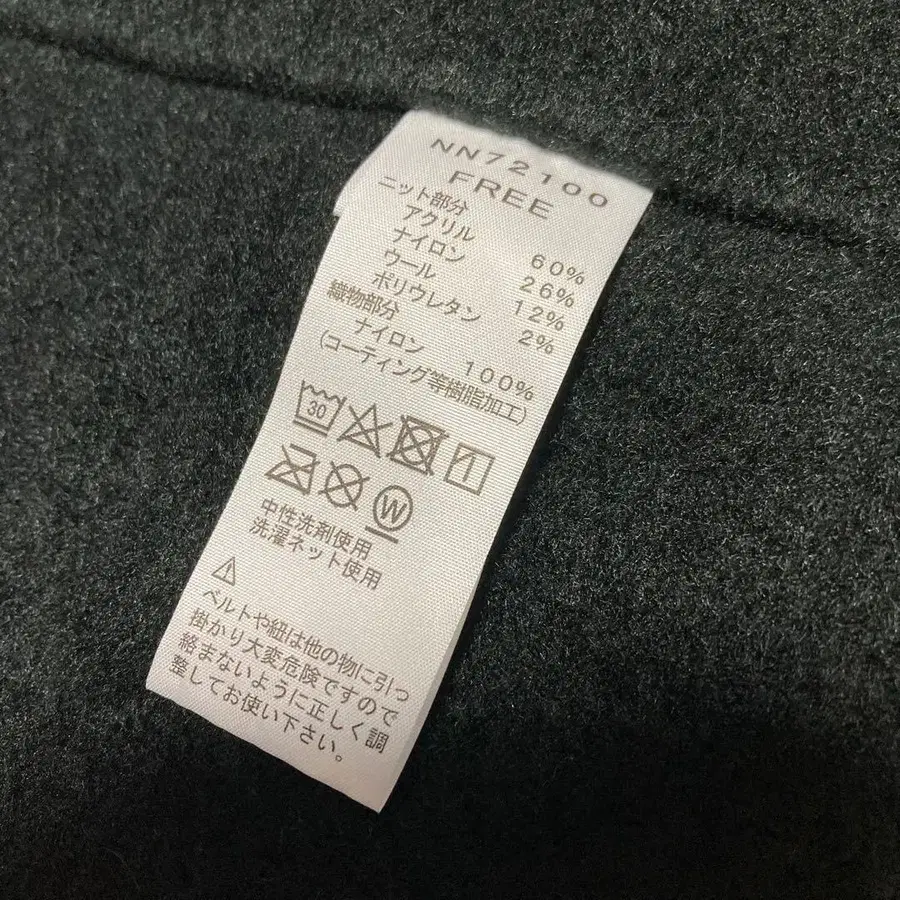 NN72100
FREE
ニット部分
アクリル 60%
ナイロン 26%
ウール 12%
ポリウレタン 2%
織物部分
ナイロン 100%
(コーティング等樹脂加工)
30
W
中性洗剤使用
洗濯ネット使用
ベルトや紐は他の物に引っ
掛かり大変危険ですので
絡まないように正しく調
整してお使い下さい。